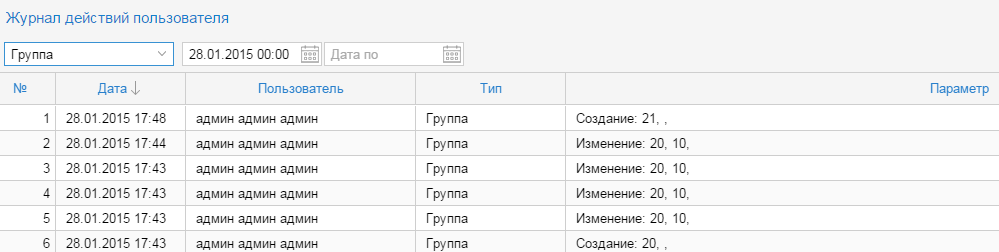 Журнал действий пользователя
Группа 28.01.2015 00:00 Дата по
№ Дата Пользователь Тип Параметр
1 28.01.2015 17:48 админ админ админ Группа Создание: 21, ,
2 28.01.2015 17:44 админ админ админ Группа Изменение: 20, 10,
3 28.01.2015 17:43 админ админ админ Группа Изменение: 20, 10,
4 28.01.2015 17:43 админ админ админ Группа Изменение: 20, 10,
5 28.01.2015 17:43 админ админ админ Группа Изменение: 20, 10,
6 28.01.2015 17:43 админ админ админ Группа Создание: 20, ,